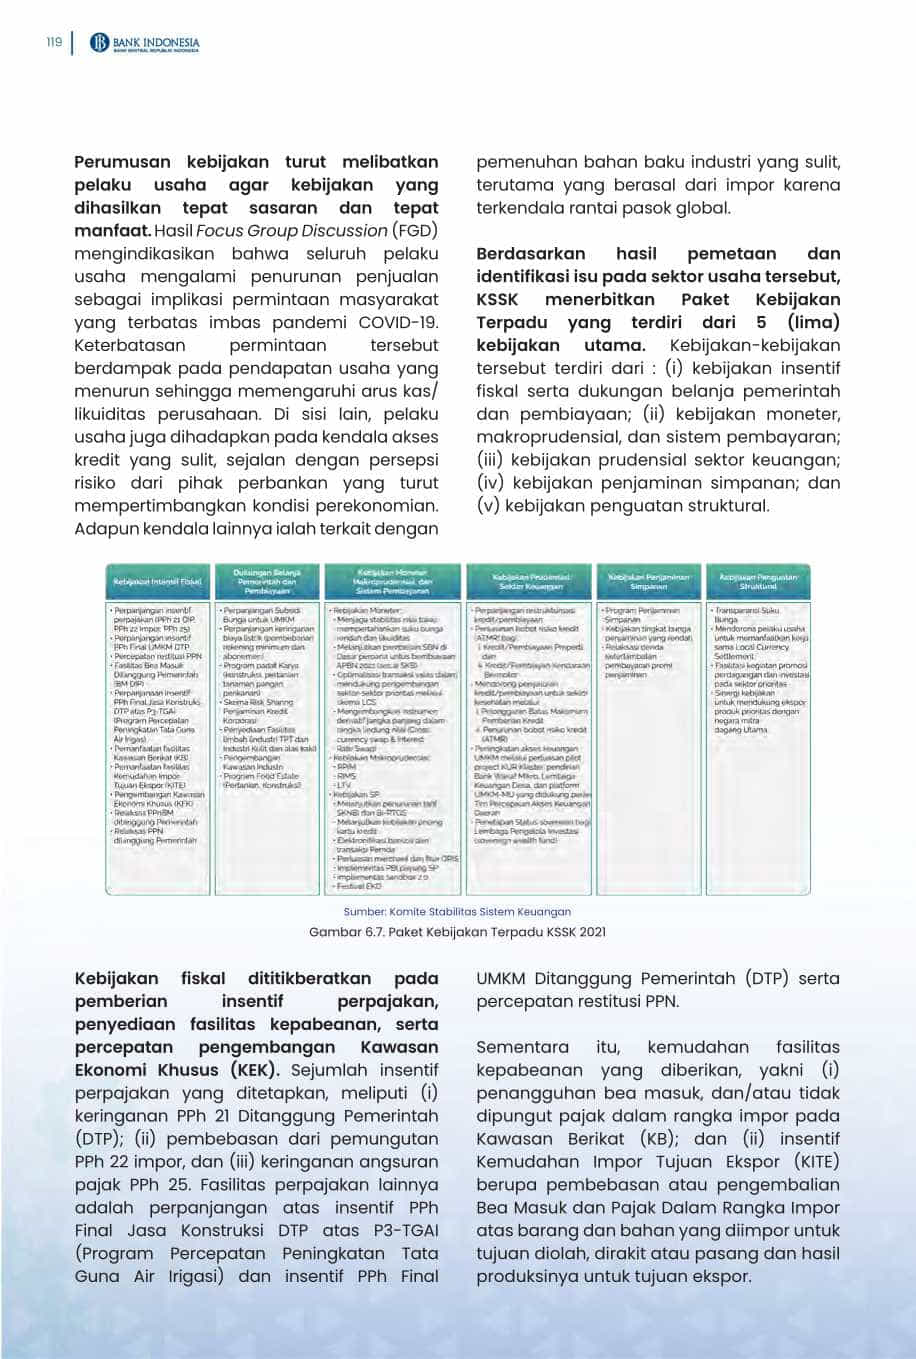 119
BANK INDONESIA
BANK SENTRAL REPUBLIK INDONESIA
Perumusan kebijakan turut melibatkan
pelaku usaha agar kebijakan yang
dihasilkan tepat sasaran dan tepat
manfaat. Hasil Focus Group Discussion (FGD)
mengindikasikan bahwa seluruh pelaku
usaha mengalami penurunan penjualan
sebagai implikasi permintaan masyarakat
yang terbatas imbas pandemi COVID-19.
Keterbatasan permintaan tersebut
berdampak pada pendapatan usaha yang
menurun sehingga memengaruhi arus kas/
likuiditas perusahaan. Di sisi lain, pelaku
usaha juga dihadapkan pada kendala akses
kredit yang sulit, sejalan dengan persepsi
risiko dari pihak perbankan yang turut
mempertimbangkan kondisi perekonomian.
Adapun kendala lainnya ialah terkait dengan
pemenuhan bahan baku industri yang sulit,
terutama yang berasal dari impor karena
terkendala rantai pasok global.
Berdasarkan hasil pemetaan dan
identifikasi isu pada sektor usaha tersebut,
KSSK menerbitkan Paket Kebijakan
Terpadu yang terdiri dari 5 (lima)
kebijakan utama. Kebijakan-kebijakan
tersebut terdiri dari : (i) kebijakan insentif
fiskal serta dukungan belanja pemerintah
dan pembiayaan; (ii) kebijakan moneter,
makroprudensial, dan sistem pembayaran;
(iii) kebijakan prudensial sektor keuangan;
(iv) kebijakan penjaminan simpanan; dan
(v) kebijakan penguatan struktural.
Kebijakan Intensif Fiskal
• Perpanjangan insentif
perpajakan (PPh 21 DTP,
PPh 22 Impor, PPh 25)
• Perpanjangan insentif
PPh Final UMKM DTP
• Percepatan restitusi PPN
• Fasilitas Bea Masuk
Ditanggung Pemerintah
(BM DP)
• Perpanjangan insentif
PPh Final Jasa Konstruksi
DTP atas P3-TGAI
(Program Percepatan
Peningkatan Tata Guna
Air Irigasi)
• Pemanfaatan fasilitas
Kawasan Berikat (KB)
• Pemanfaatan fasilitas
Kemudahan Impor
Tujuan Ekspor (KITE)
• Pengembangan Kawasan
Ekonomi Khusus (KEK)
• Relaksasi PPnBM
ditanggung Pemerintah
• Relaksasi PPN
ditanggung Pemerintah
Dukungan Belanja
Pemerintah dan
Pembiayaan
• Perpanjangan Subsidi
Bunga untuk UMKM
• Perpanjangan keringanan
biaya listrik (pembebasan
rekening minimum dan
abonemen)
• Program padat Karya
(konstruksi, pertanian
tanaman pangan,
perikanan)
• Skema Risk Sharing
Penjaminan Kredit
Korporasi
• Penyediaan Fasilitas
limbah (industri TPT dan
Industri Kulit dan alas kaki)
• Pengembangan
Kawasan Industri
• Program Food Estate
(Pertanian, Konstruksi)
Kebijakan Moneter
Makroprudensial, dan
Sistem Pembayaran
• Kebijakan Moneter:
- Menjaga stabilitas nilai tukar,
mempertahankan suku bunga
rendah dan likuiditas
- Melanjutkan pembelian SBN di
Pasar perdana untuk pembiayaan
APBN 2021 (sesuai SKB)
- Optimalisasi transaksi valas dalam
mendukung pengembangan
sektor-sektor prioritas melalui
skema LCS
- Mengembangkan instrumen
derivatif jangka panjang dalam
rangka lindung nilai (Cross
currency swap & Interest
Rate Swap)
• Kebijakan Makroprudensial:
- RPIM
- RIMS
- LTV
• Kebijakan SP:
- Melanjutkan penurunan tarif
SKNBI dan BI-RTGS
- Melanjutkan kebijakan pricing
kartu kredit
- Elektronifikasi bansos dan
transaksi Pemda
- Perluasan merchant dan fitur QRIS
- Implementasi PBI payung SP
- Implementasi Sandbox 2.0
- Festival EKD
Kebijakan Prudensial
Sektor Keuangan
• Perpanjangan restrukturisasi
kredit/pembiayaan
• Penurunan bobot risiko kredit
(ATMR) bagi:
i. Kredit/Pembiayaan Properti
dan
ii. Kredit/Pembiayaan Kendaraan
Bermotor
• Mendorong penyaluran
kredit/pembiayaan untuk sektor
kesehatan melalui:
i. Pelonggaran Batas Maksimum
Pemberian Kredit
ii. Penurunan bobot risiko kredit
(ATMR)
• Peningkatan akses keuangan
UMKM melalui perluasan pilot
project KUR Klaster, pendirian
Bank Wakaf Mikro, Lembaga
Keuangan Desa, dan platform
UMKM-MU yang didukung peran
Tim Percepatan Akses Keuangan
Daerah
• Penetapan Status sovereign bagi
Lembaga Pengelola Investasi
(sovereign wealth fund)
Kebijakan Penjaminan
Simpanan
• Program Penjaminan
Simpanan
• Kebijakan tingkat bunga
penjaminan yang rendah
• Relaksasi denda
keterlambatan
pembayaran premi
penjaminan
Kebijakan Penguatan
Struktural
• Transparansi Suku
Bunga
• Mendorong pelaku usaha
untuk memanfaatkan kerja
sama Local Currency
Settlement
• Fasilitasi kegiatan promosi
perdagangan dan investasi
pada sektor prioritas
• Sinergi kebijakan
untuk mendukung ekspor
produk prioritas dengan
negara mitra
dagang Utama.
Sumber: Komite Stabilitas Sistem Keuangan
Gambar 6.7. Paket Kebijakan Terpadu KSSK 2021
Kebijakan fiskal dititikberatkan pada
pemberian insentif perpajakan,
penyediaan fasilitas kepabeanan, serta
percepatan pengembangan Kawasan
Ekonomi Khusus (KEK). Sejumlah insentif
perpajakan yang ditetapkan, meliputi (i)
keringanan PPh 21 Ditanggung Pemerintah
(DTP); (ii) pembebasan dari pemungutan
PPh 22 impor, dan (iii) keringanan angsuran
pajak PPh 25. Fasilitas perpajakan lainnya
adalah perpanjangan atas insentif PPh
Final Jasa Konstruksi DTP atas P3-TGAI
(Program Percepatan Peningkatan Tata
Guna Air Irigasi) dan insentif PPh Final
UMKM Ditanggung Pemerintah (DTP) serta
percepatan restitusi PPN.
Sementara itu, kemudahan fasilitas
kepabeanan yang diberikan, yakni (i)
penangguhan bea masuk, dan/atau tidak
dipungut pajak dalam rangka impor pada
Kawasan Berikat (KB); dan (ii) insentif
Kemudahan Impor Tujuan Ekspor (KITE)
berupa pembebasan atau pengembalian
Bea Masuk dan Pajak Dalam Rangka Impor
atas barang dan bahan yang diimpor untuk
tujuan diolah, dirakit atau pasang dan hasil
produksinya untuk tujuan ekspor.